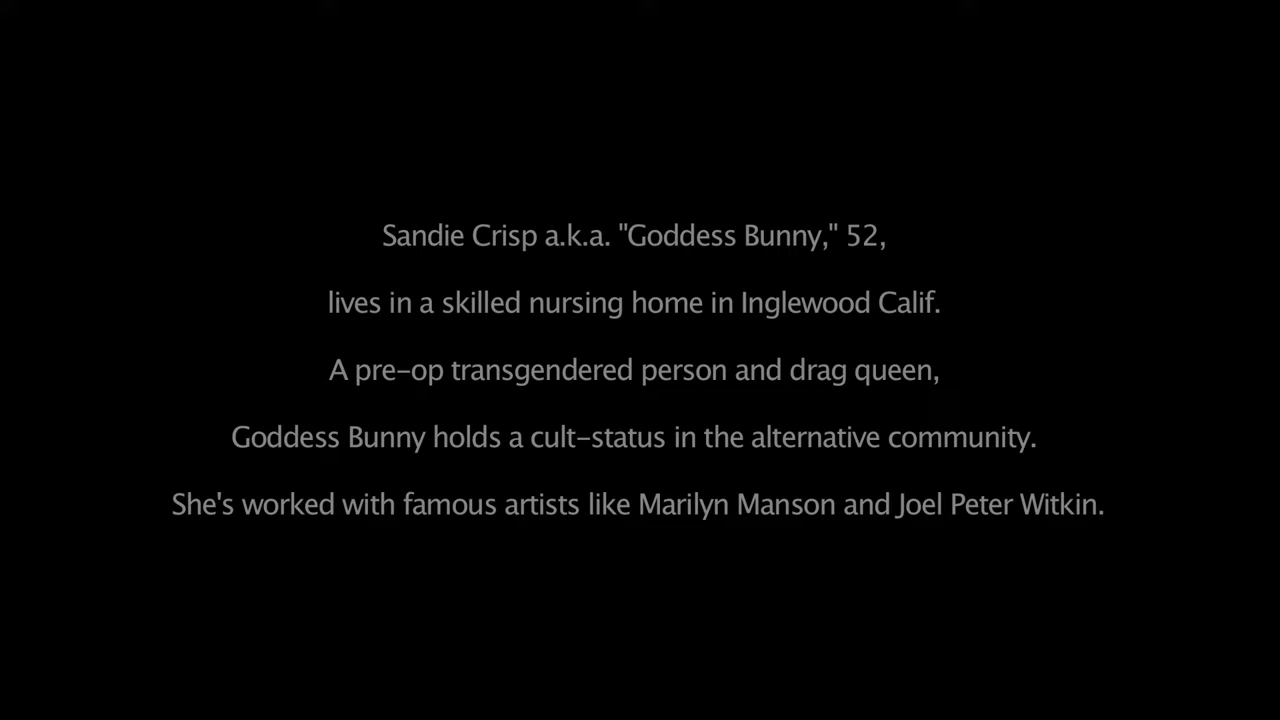 Sandie Crisp a.k.a. "Goddess Bunny," 52,
lives in a skilled nursing home in Inglewood Calif.
A pre-op transgendered person and drag queen,
Goddess Bunny holds a cult-status in the alternative community.
She's worked with famous artists like Marilyn Manson and Joel Peter Witkin.